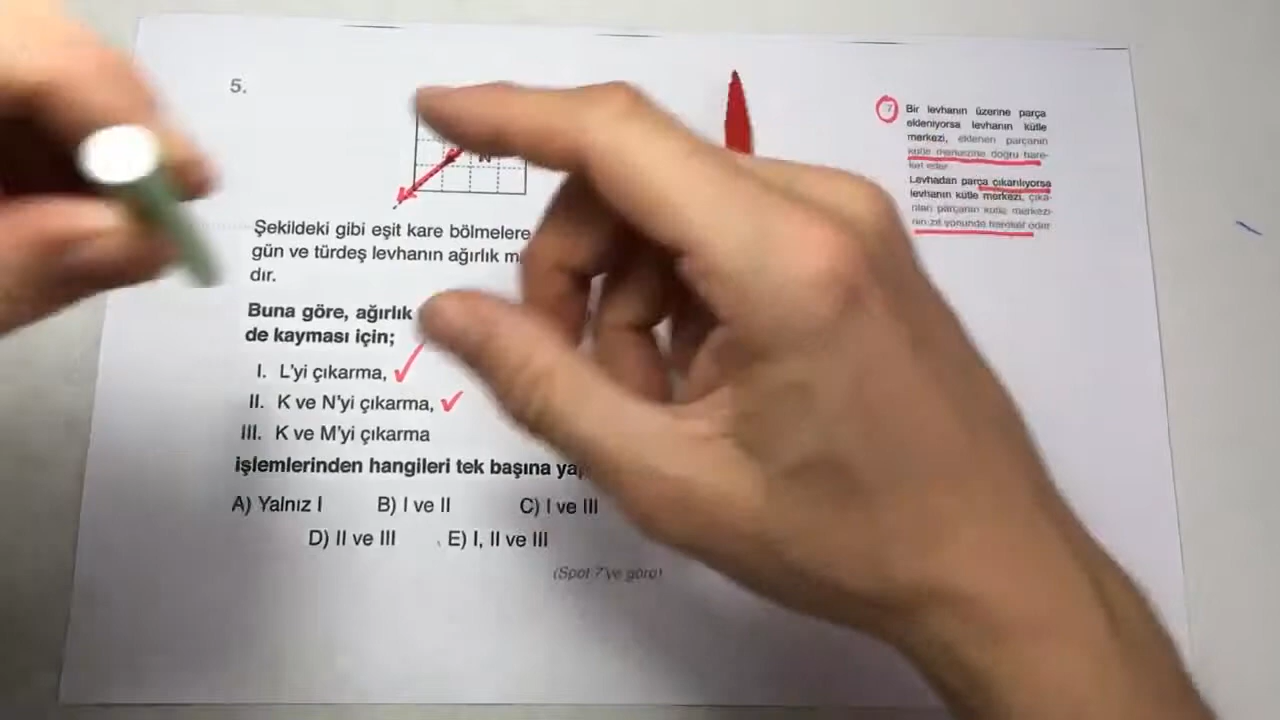 5.
N
Şekildeki gibi eşit kare bölmelere
gün ve türdeş levhanın ağırlık
dır.
Buna göre, ağırlık
de kayması için;
I. L'yi çıkarma,
II. K ve N'yi çıkarma,
III. K ve M'yi çıkarma
işlemlerinden hangileri tek başına
A) Yalnız I B) I ve II C) I ve III
D) II ve III E) I, II ve III
(Spot 7'ye göre)
7
Bir levhanın üzerine parça
ekleniyorsa levhanın kütle
merkezi, eklenen parçanın
kütle merkezine doğru hare-
ket eder.
Levhadan parça çıkarılıyorsa
levhanın kütle merkezi, çıka-
rılan parçanın kütle merkezi-
nin zıt yönünde hareket eder